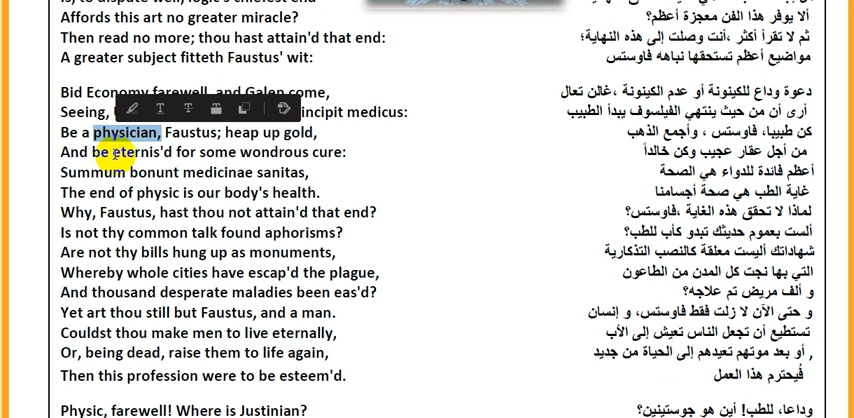 Affords this art no greater miracle?
Then read no more; thou hast attain'd that end:
A greater subject fitteth Faustus' wit:
Bid Economy farewell, and Galen come,
Seeing, incipit medicus:
Be a physician, Faustus; heap up gold,
And be eternis'd for some wondrous cure:
Summum bonunt medicinae sanitas,
The end of physic is our body's health.
Why, Faustus, hast thou not attain'd that end?
Is not thy common talk found aphorisms?
Are not thy bills hung up as monuments,
Whereby whole cities have escap'd the plague,
And thousand desperate maladies been eas'd?
Yet art thou still but Faustus, and a man.
Couldst thou make men to live eternally,
Or, being dead, raise them to life again,
Then this profession were to be esteem'd.
Physic, farewell! Where is Justinian?
ألا يوفر هذا الفن معجزة أعظم؟
ثم لا تقرأ أكثر ،أنت وصلت إلى هذه النهاية؛
مواضيع أعظم تستحقها نباهه فاوستس
دعوة وداع للكينونة أو عدم الكينونة ،غالن تعال
أرى أن من حيث ينتهي الفيلسوف يبدأ الطبيب
كن طبيبا، فاوستس ، وأجمع الذهب
من أجل عقار عجيب وكن خالداً
أعظم فائدة للدواء هي الصحة
غاية الطب هي صحة أجسامنا
لماذا لا تحقق هذه الغاية ،فاوستس؟
ألست بعموم حديثك تبدو كأب للطب؟
شهاداتك أليست معلقة كالنصب التذكارية
التي بها نجت كل المدن من الطاعون
و ألف مريض تم علاجه؟
و حتى الآن لا زلت فقط فاوستس، و إنسان
تستطيع أن تجعل الناس تعيش إلى الأب
, أو بعد موتهم تعيدهم إلى الحياة من جديد
فيحترم هذا العمل
وداعا، للطب! أين هو جوستينين؟